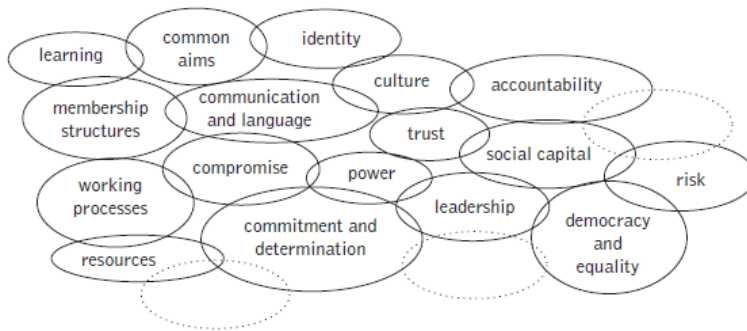 learning
common
aims
identity
culture
accountability
membership
structures
communication
and language
trust
social capital
compromise
power
risk
working
processes
leadership
commitment and
determination
democracy
and
equality
resources